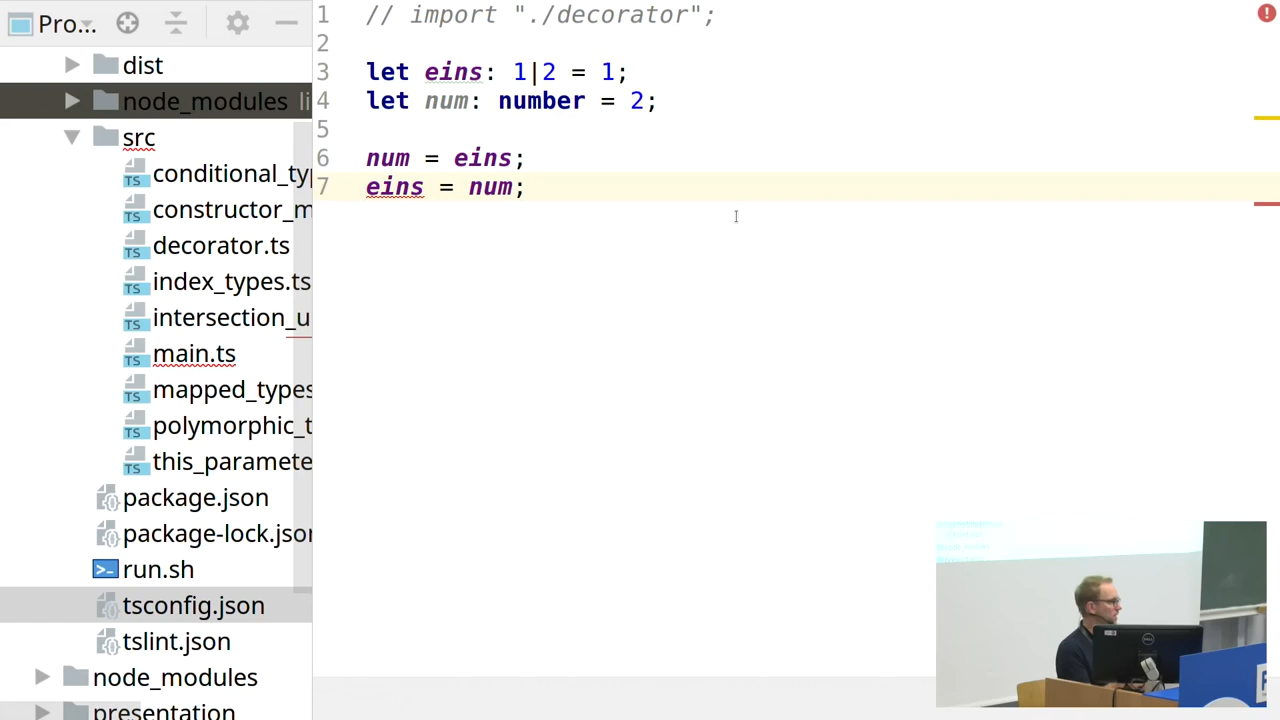 Pro...
dist
node_modules li
src
conditional_typ
constructor_m
decorator.ts
index_types.ts
intersection_u
main.ts
mapped_types
polymorphic_t
this_paramete
package.json
package-lock.json
run.sh
tsconfig.json
tslint.json
node_modules
presentation
1 // import "./decorator";
2
3 let eins: 1|2 = 1;
4 let num: number = 2;
5
6 num = eins;
7 eins = num;